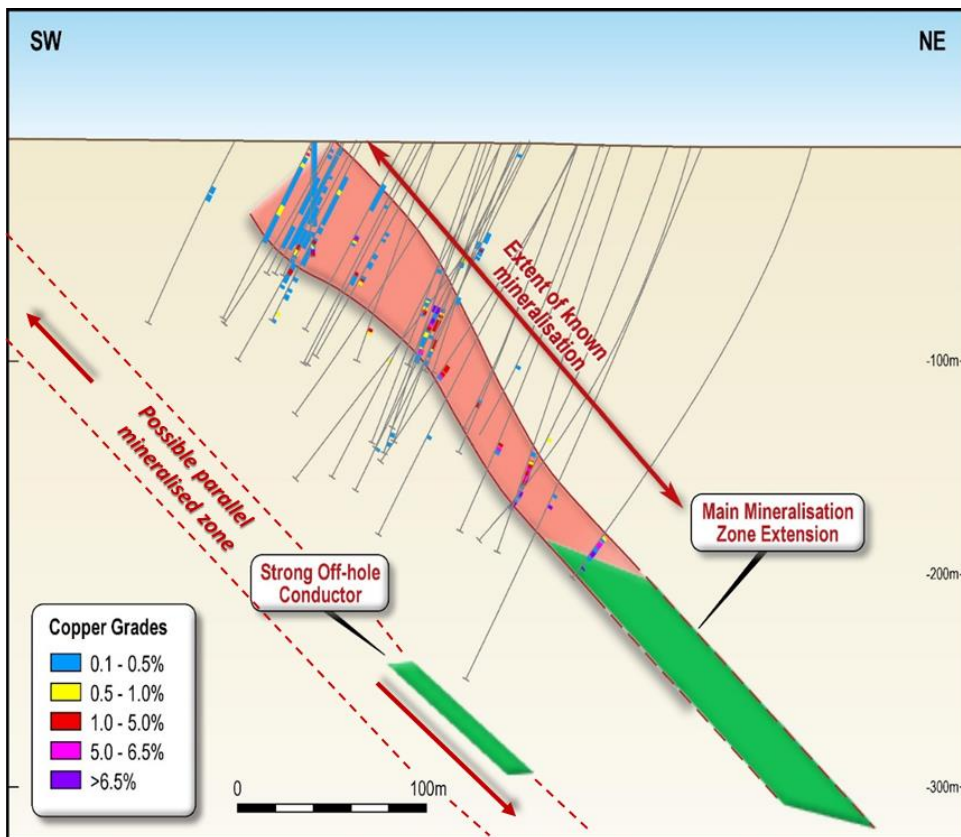 SW
NE
Extent of known
mineralisation
-100m
Possible parallel
mineralised zone
Main Mineralisation
Zone Extension
Strong Off-hole
Conductor
-200m
Copper Grades
0.1 - 0.5%
0.5 - 1.0%
1.0 - 5.0%
5.0 - 6.5%
>6.5%
0
100m
-300m